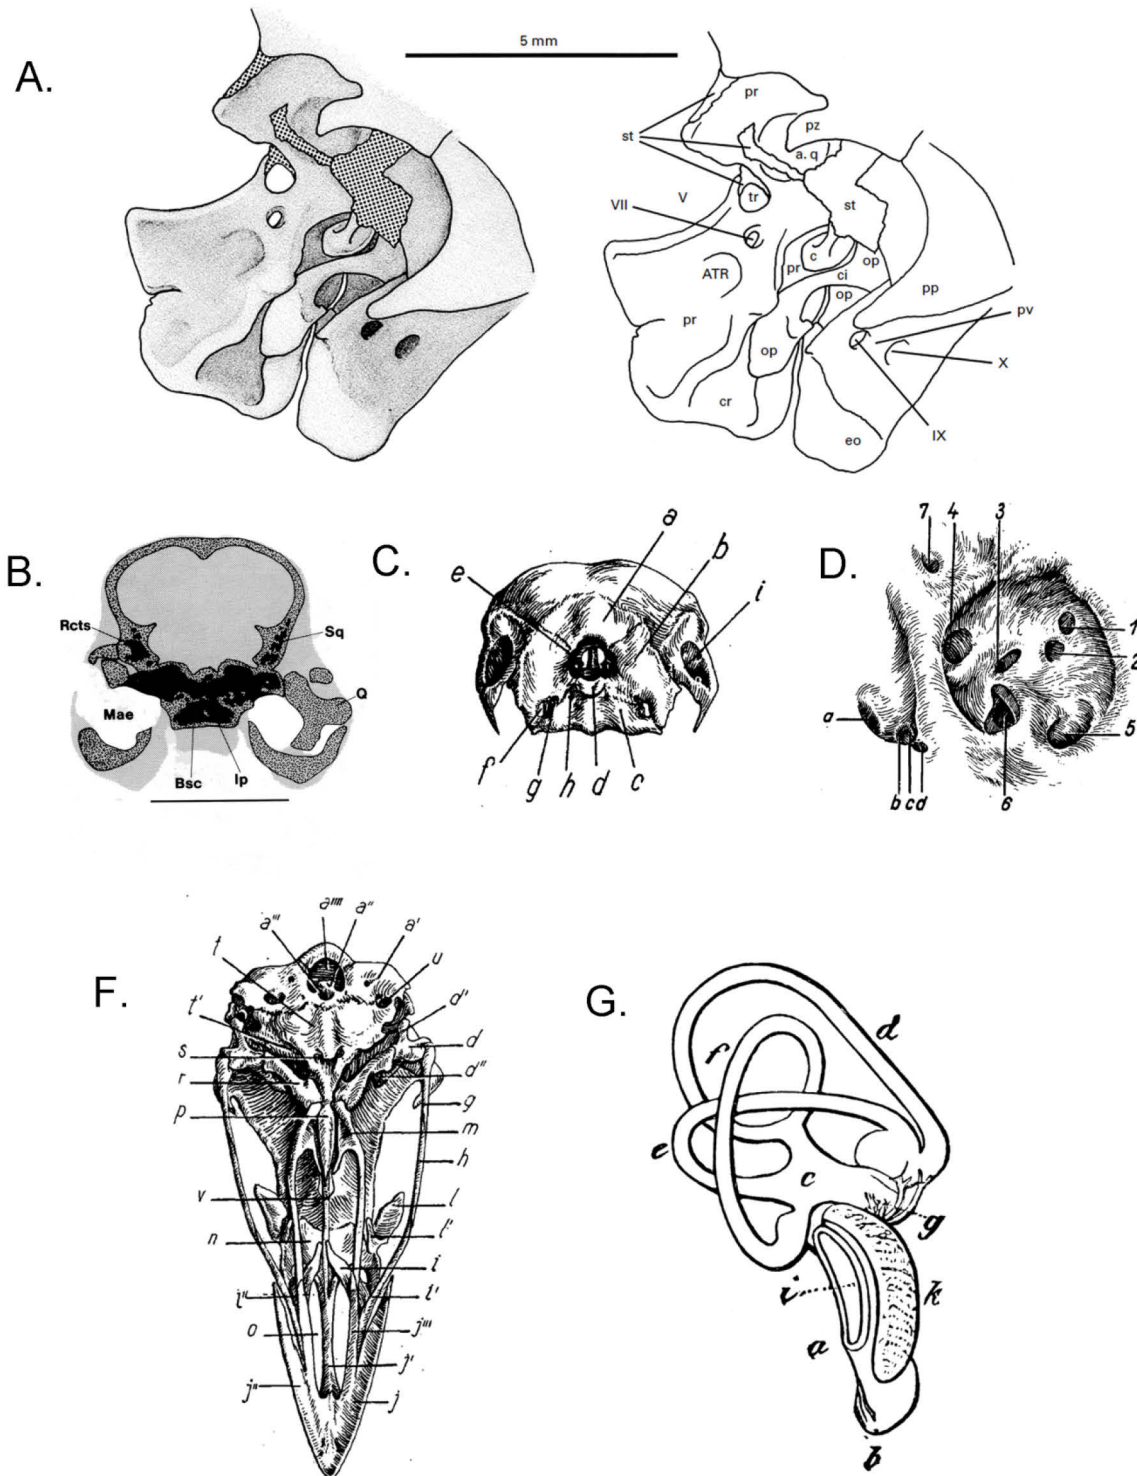 A.
5 mm
pr
pz
st
a. q
V
tr
st
VII
c
op
pr
ATR
ci
op
pp
pv
pr
op
X
cr
eo
IX
B.
Rcts
Sq
Q
Mae
Bsc
Ip
C.
a
b
e
i
f
g
h
d
c
D.
7
4
3
1
2
a
5
b
c
d
6
F.
a''''
a'''
a''
a'
t
u
t'
d'
s
d
r
d''
p
g
m
h
v
l
n
l'
i
o
j'''
j'
j''
j
G.
d
f
e
c
g
i
k
a
b